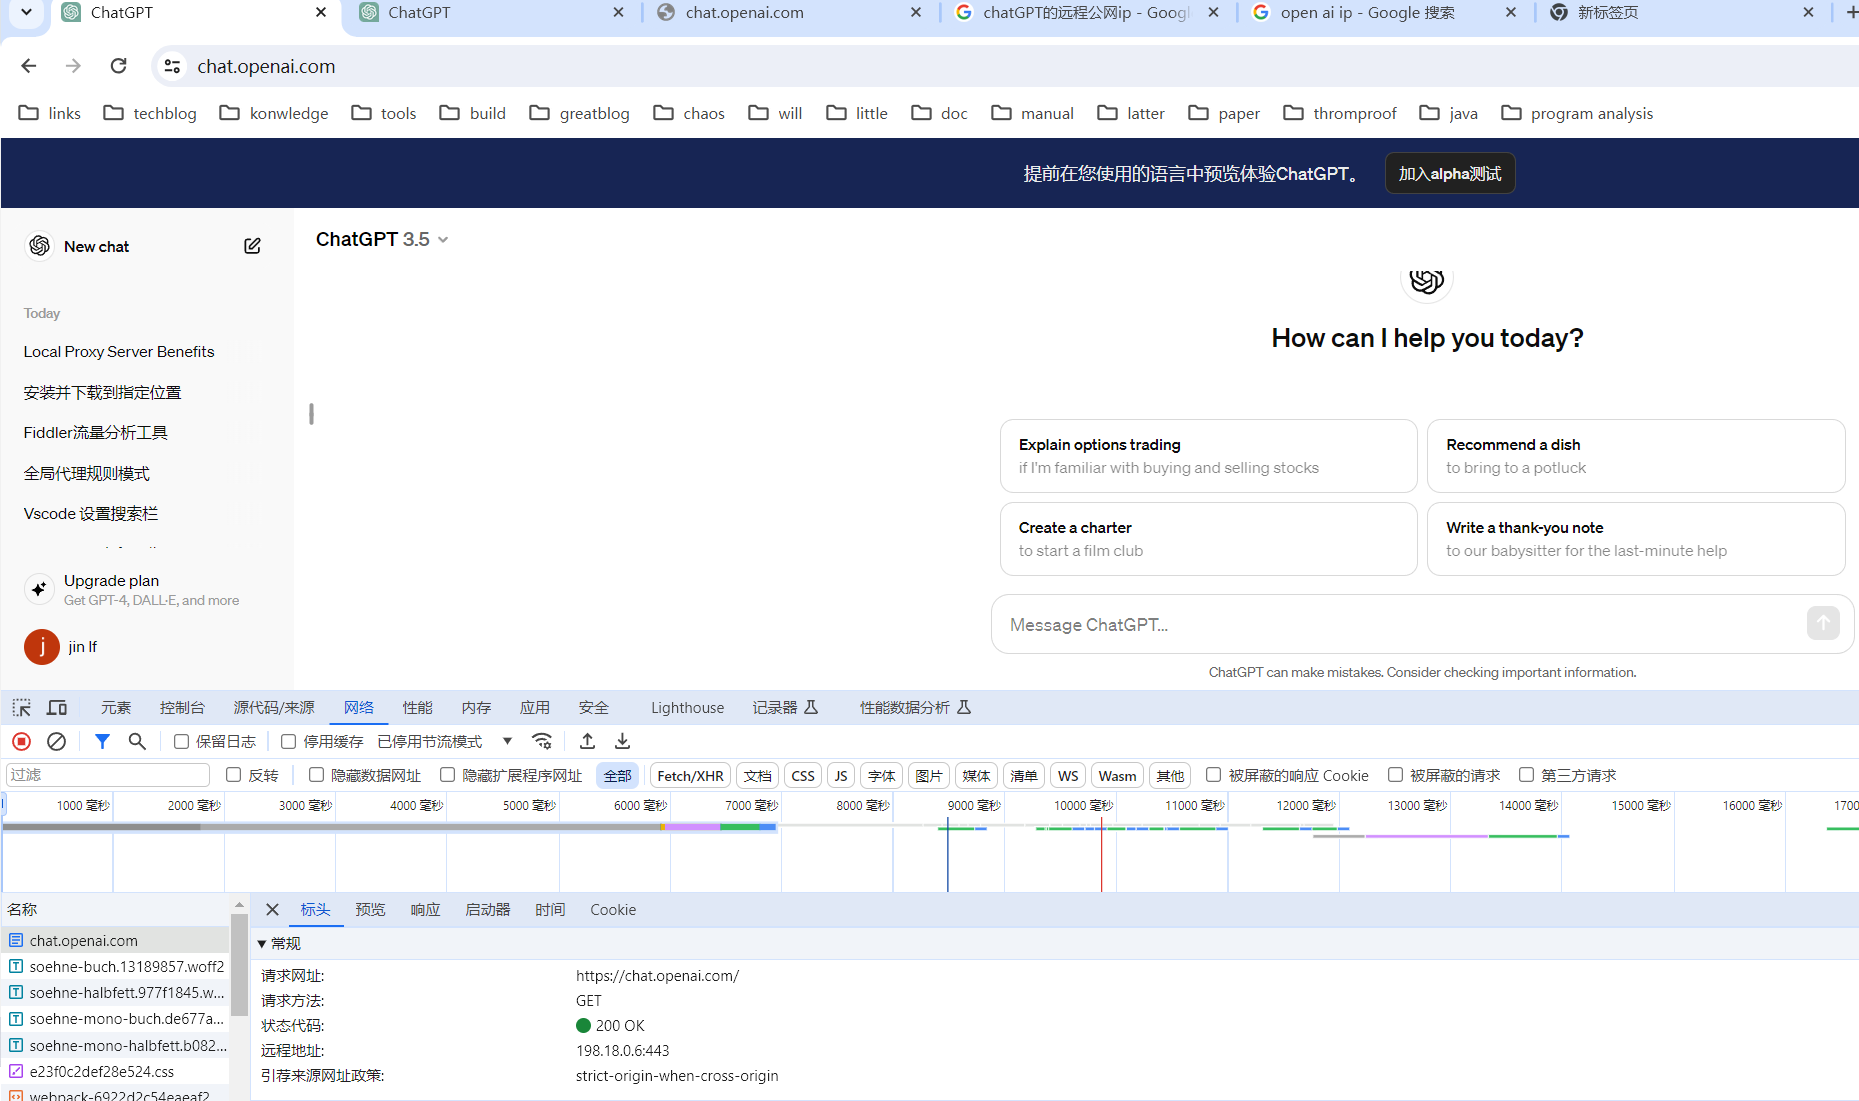 ChatGPT
ChatGPT
chat.openai.com
chatGPT的远程公网ip - Googl
open ai ip - Google 搜索
新标签页
chat.openai.com
links
techblog
konwledge
tools
build
greatblog
chaos
will
little
doc
manual
latter
paper
thromproof
java
program analysis
提前在您使用的语言中预览体验ChatGPT。
加入alpha测试
New chat
ChatGPT 3.5
Today
Local Proxy Server Benefits
安装并下载到指定位置
Fiddler流量分析工具
全局代理规则模式
Vscode 设置搜索栏
Upgrade plan
Get GPT-4, DALL·E, and more
j
jin lf
How can I help you today?
Explain options trading
if I'm familiar with buying and selling stocks
Recommend a dish
to bring to a potluck
Create a charter
to start a film club
Write a thank-you note
to our babysitter for the last-minute help
Message ChatGPT...
ChatGPT can make mistakes. Consider checking important information.
元素
控制台
源代码/来源
网络
性能
内存
应用
安全
Lighthouse
记录器
性能数据分析
保留日志
停用缓存
已停用节流模式
过滤
反转
隐藏数据网址
隐藏扩展程序网址
全部
Fetch/XHR
文档
CSS
JS
字体
图片
媒体
清单
WS
Wasm
其他
被屏蔽的响应 Cookie
被屏蔽的请求
第三方请求
1000 毫秒
2000 毫秒
3000 毫秒
4000 毫秒
5000 毫秒
6000 毫秒
7000 毫秒
8000 毫秒
9000 毫秒
10000 毫秒
11000 毫秒
12000 毫秒
13000 毫秒
14000 毫秒
15000 毫秒
16000 毫秒
1700
名称
标头
预览
响应
启动器
时间
Cookie
chat.openai.com
soehne-buch.13189857.woff2
soehne-halbfett.977f1845.w...
soehne-mono-buch.de677a...
soehne-mono-halbfett.b082...
e23f0c2def28e524.css
webpack-6922d2c54eaeaf2
常规
请求网址:
https://chat.openai.com/
请求方法:
GET
状态代码:
200 OK
远程地址:
198.18.0.6:443
引荐来源网址政策:
strict-origin-when-cross-origin